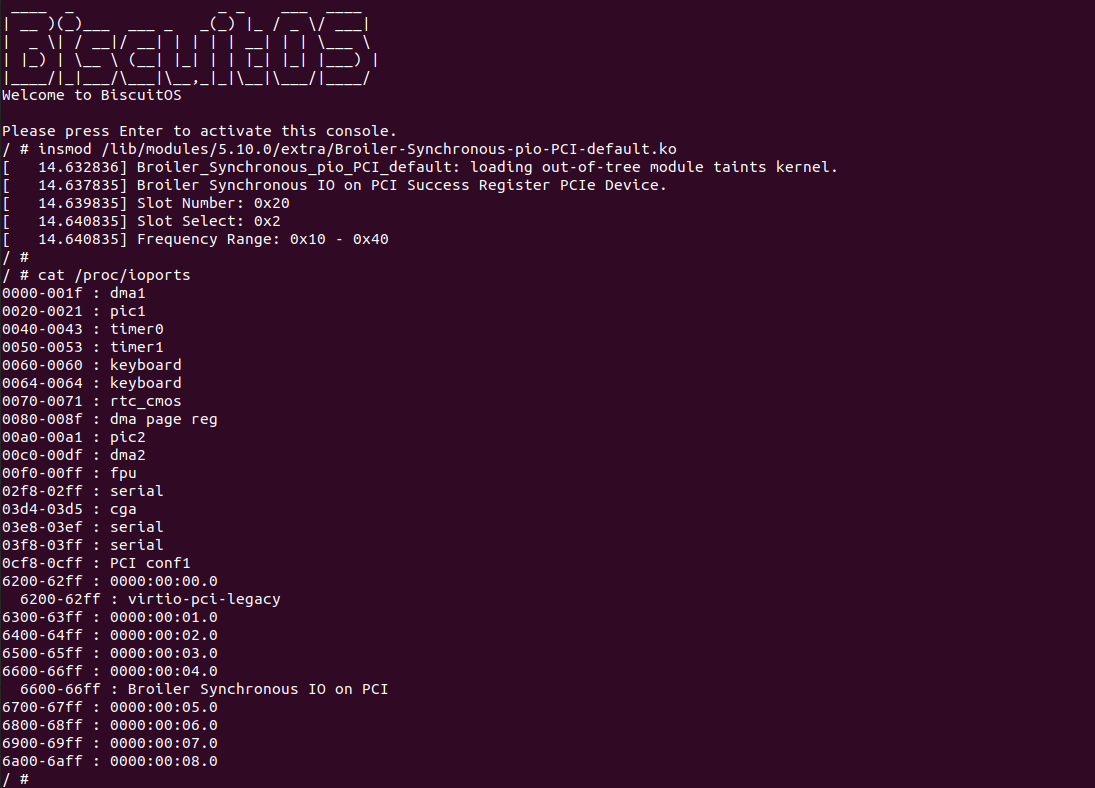 ____  _                _ _    ___  ____
| __ )(_)___  ___ _   _(_) |_ / _ \/ ___|
|  _ \| / __|/ __| | | | | __| | | \___ \
| |_) | \__ \ (__| |_| | | |_| |_| |___) |
|____/|_|___/\___|\__,_|_|\__|\___/|____/
Welcome to BiscuitOS
Please press Enter to activate this console.
/ # insmod /lib/modules/5.10.0/extra/Broiler-Synchronous-pio-PCI-default.ko
[   14.632836] Broiler_Synchronous_pio_PCI_default: loading out-of-tree module taints kernel.
[   14.637835] Broiler Synchronous IO on PCI Success Register PCIe Device.
[   14.639835] Slot Number: 0x20
[   14.640835] Slot Select: 0x2
[   14.640835] Frequency Range: 0x10 - 0x40
/ #
/ # cat /proc/ioports
0000-001f : dma1
0020-0021 : pic1
0040-0043 : timer0
0050-0053 : timer1
0060-0060 : keyboard
0064-0064 : keyboard
0070-0071 : rtc_cmos
0080-008f : dma page reg
00a0-00a1 : pic2
00c0-00df : dma2
00f0-00ff : fpu
02f8-02ff : serial
03d4-03d5 : cga
03e8-03ef : serial
03f8-03ff : serial
0cf8-0cff : PCI conf1
6200-62ff : 0000:00:00.0
  6200-62ff : virtio-pci-legacy
6300-63ff : 0000:00:01.0
6400-64ff : 0000:00:02.0
6500-65ff : 0000:00:03.0
6600-66ff : 0000:00:04.0
  6600-66ff : Broiler Synchronous IO on PCI
6700-67ff : 0000:00:05.0
6800-68ff : 0000:00:06.0
6900-69ff : 0000:00:07.0
6a00-6aff : 0000:00:08.0
/ #